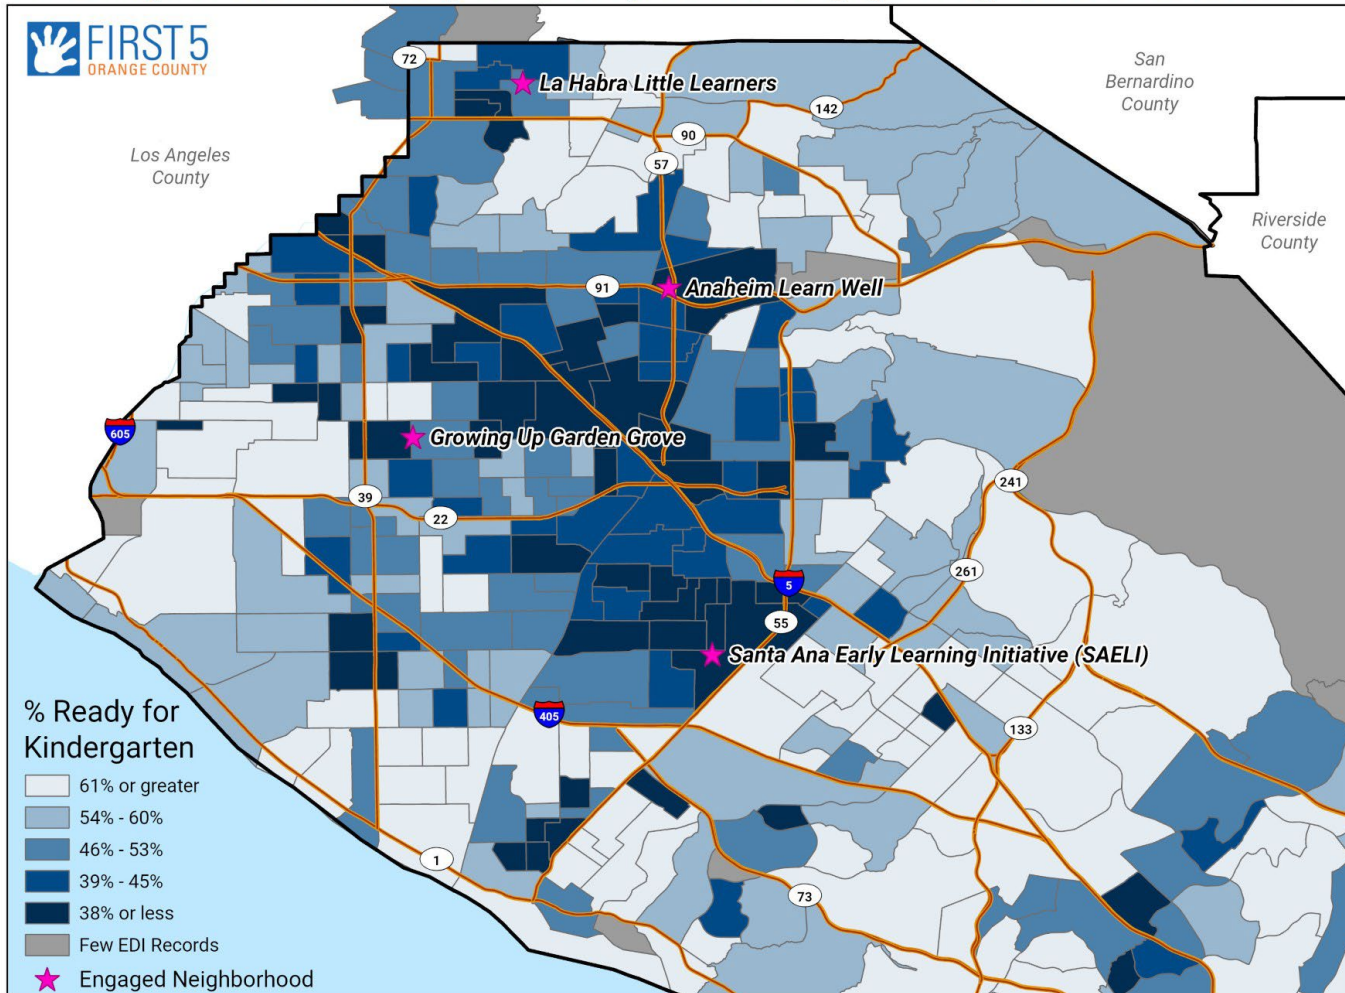 FIRST 5
ORANGE COUNTY
72
La Habra Little Learners
San
Bernardino
County
142
90
57
Los Angeles
County
Riverside
County
91
Anaheim Learn Well
605
Growing Up Garden Grove
39
22
241
261
5
55
Santa Ana Early Learning Initiative (SAELI)
405
133
1
73
% Ready for
Kindergarten
61% or greater
54% - 60%
46% - 53%
39% - 45%
38% or less
Few EDI Records
Engaged Neighborhood